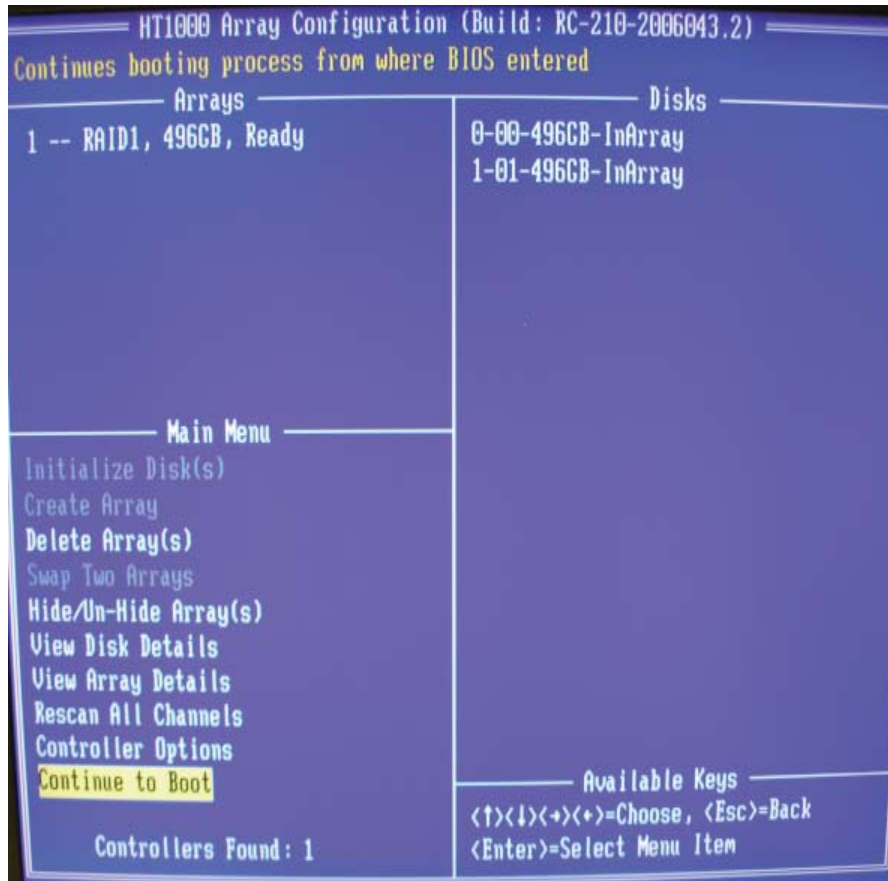 HT1000 Array Configuration (Build: RC-210-2006043.2)
Continues booting process from where BIOS entered
Arrays
1 -- RAID1, 496GB, Ready
Disks
0-00-496GB-InArray
1-01-496GB-InArray
Main Menu
Initialize Disk(s)
Create Array
Delete Array(s)
Swap Two Arrays
Hide/Un-Hide Array(s)
View Disk Details
View Array Details
Rescan All Channels
Controller Options
Continue to Boot
Controllers Found: 1
Available Keys
<↑><↓><→><←>=Choose, <Esc>=Back
<Enter>=Select Menu Item